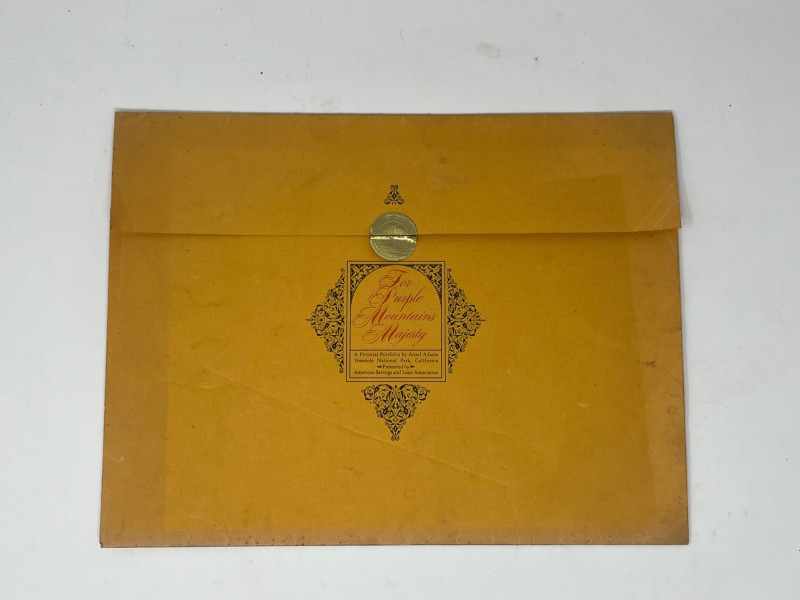 For
Purple
Mountains
Majesty
A Pictorial Portfolio by Ansel Adams
Yosemite National Park, California
Presented by
American Savings and Loan Association